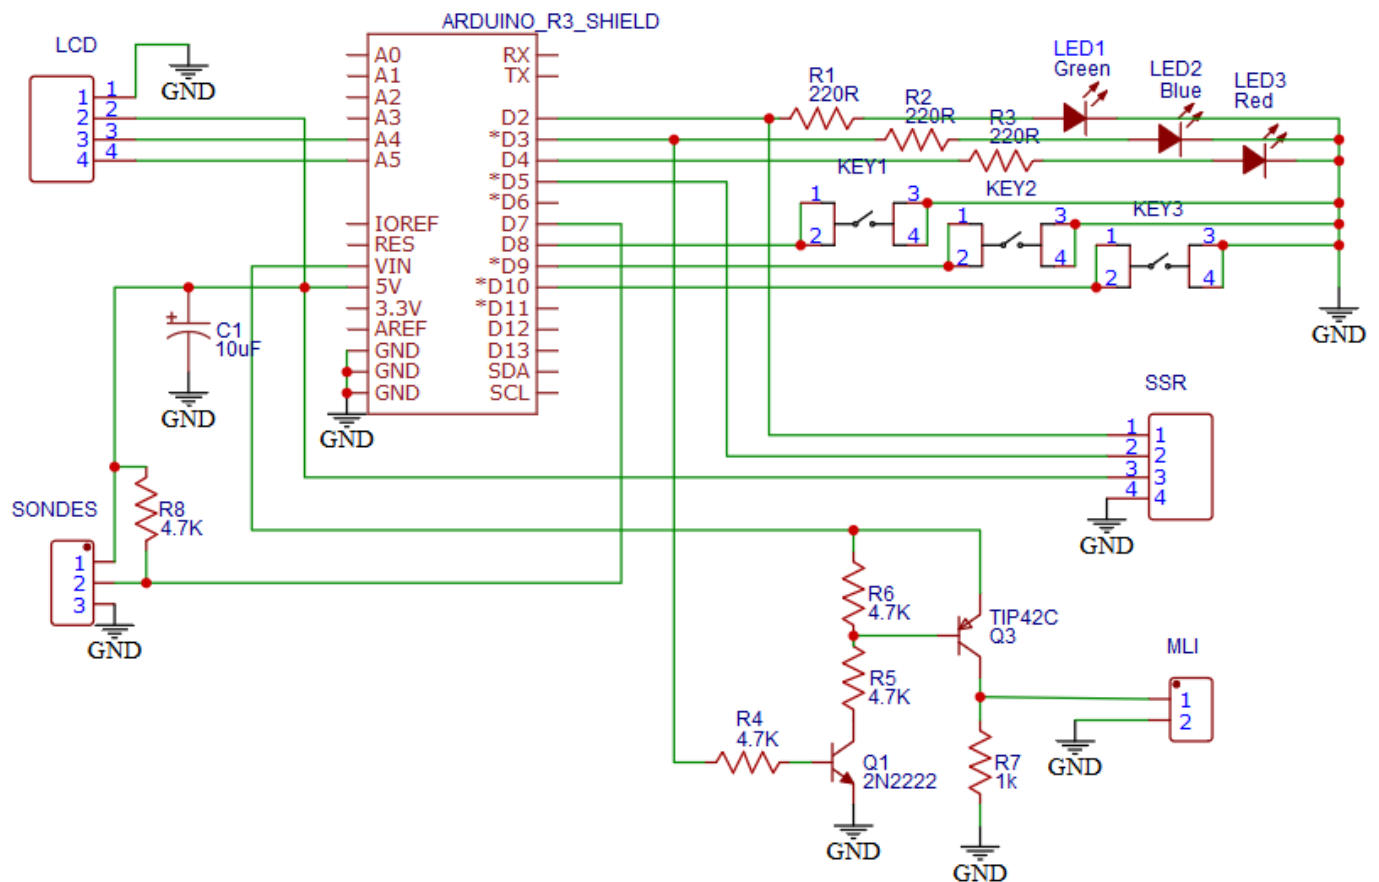 ARDUINO_R3_SHIELD
LCD
1 1
2 2
3 3
4 4
GND
A0
A1
A2
A3
A4
A5
IOREF
RES
VIN
5V
3.3V
AREF
GND
GND
GND
RX
TX
D2
*D3
D4
*D5
*D6
D7
D8
*D9
*D10
*D11
D12
D13
SDA
SCL
GND
R1
220R
R2
220R
R3
220R
LED1
Green
LED2
Blue
LED3
Red
KEY1
1 3
2 4
KEY2
1 3
2 4
KEY3
1 3
2 4
GND
+
C1
10uF
GND
SSR
1 1
2 2
3 3
4 4
GND
SONDES
1
2
3
GND
R8
4.7K
R6
4.7K
R5
4.7K
R4
4.7K
Q1
2N2222
GND
TIP42C
Q3
R7
1k
GND
MLI
1
2
GND